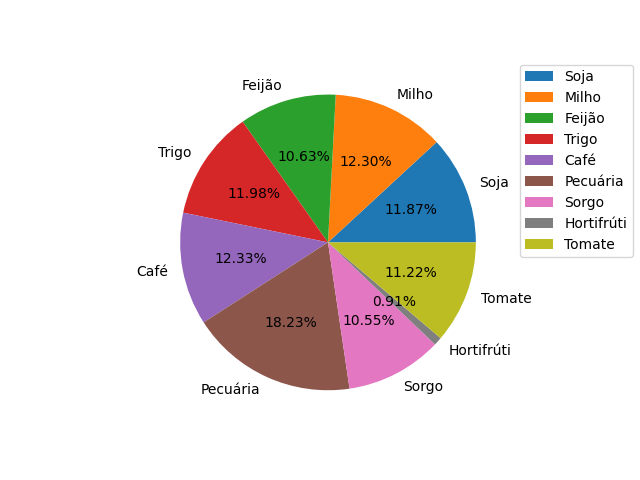 Feijão
Milho
Trigo
Soja
Café
Pecuária
Sorgo
Hortifrúti
Tomate
10.63%
12.30%
11.98%
11.87%
12.33%
18.23%
10.55%
0.91%
11.22%
Soja
Milho
Feijão
Trigo
Café
Pecuária
Sorgo
Hortifrúti
Tomate